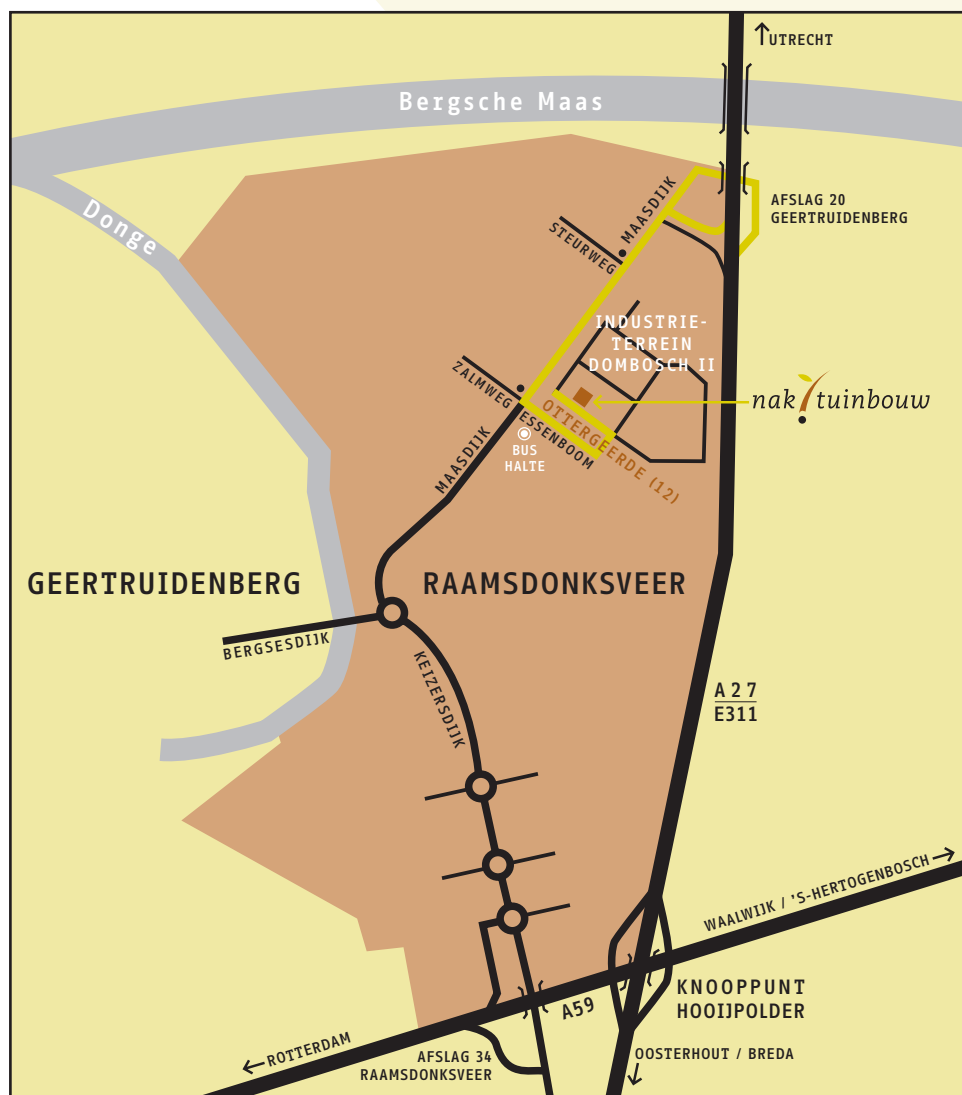 UTRECHT
Bergsche Maas
AFSLAG 20
GEERTRUIDENBERG
Donge
MAASDIJK
STEURWEG
INDUSTRIE-
TERREIN
DOMBOSCH II
ZALMWEG
nak tuinbouw
OTTERGEERDE (12)
ESSENBOOM
BUS
HALTE
MAASDIJK
GEERTRUIDENBERG
RAAMSDONKSVEER
BERGSESDIJK
KEIZERSDIJK
A27
E311
WAALWIJK / 'S-HERTOGENBOSCH
KNOOPPUNT
HOOIJPOLDER
A59
ROTTERDAM
AFSLAG 34
RAAMSDONKSVEER
OOSTERHOUT / BREDA